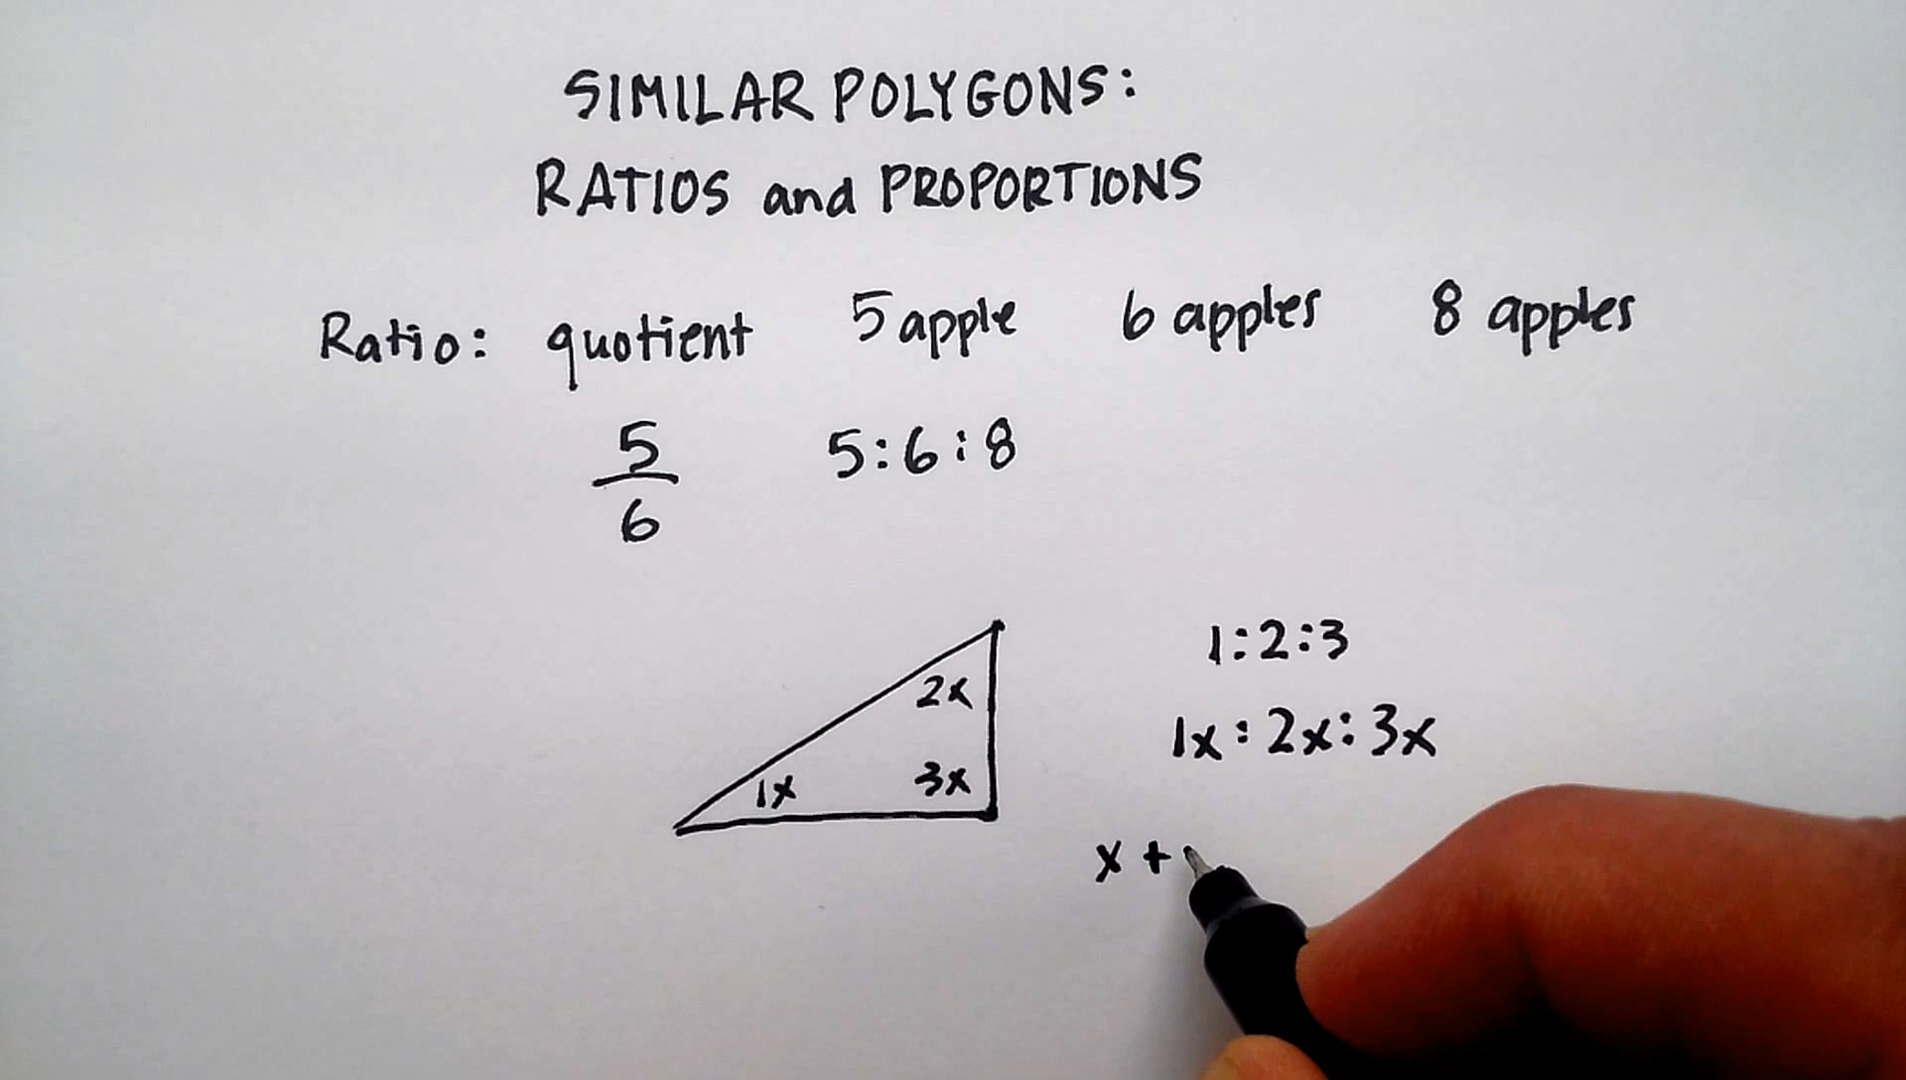 SIMILAR POLYGONS:
RATIOS and PROPORTIONS
Ratio: quotient 5 apple 6 apples 8 apples
5
6
5:6:8
2x
1x 3x
1:2:3
1x:2x:3x
x +